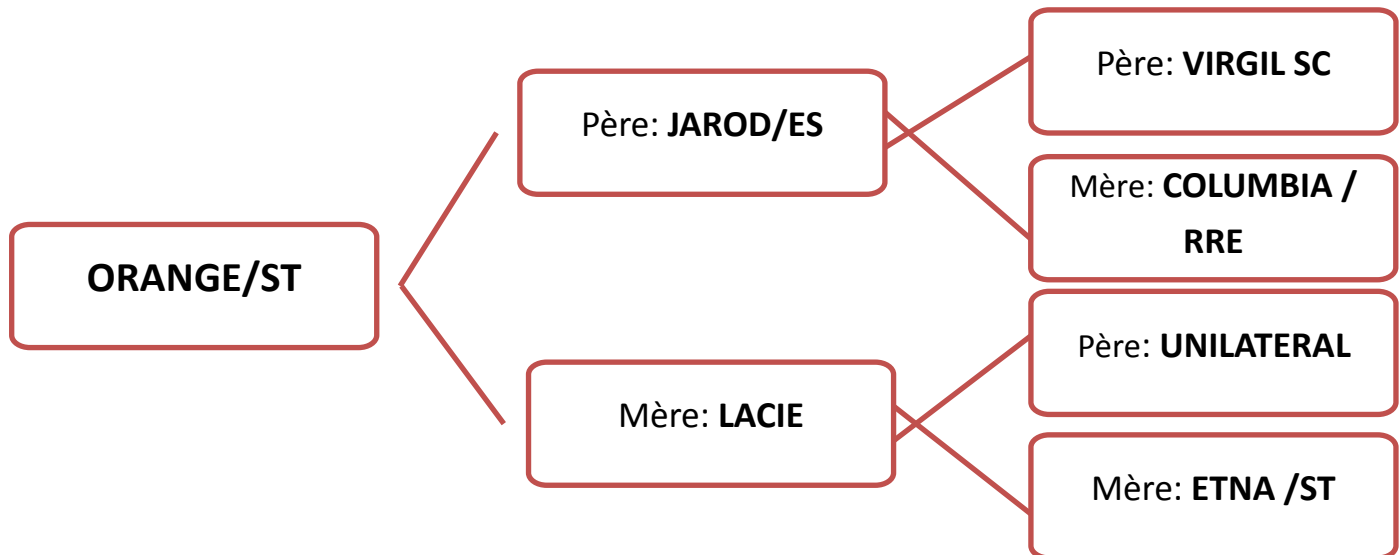 Père: VIRGIL SC
Père: JAROD/ES
Mère: COLUMBIA /
RRE
ORANGE/ST
Père: UNILATERAL
Mère: LACIE
Mère: ETNA /ST